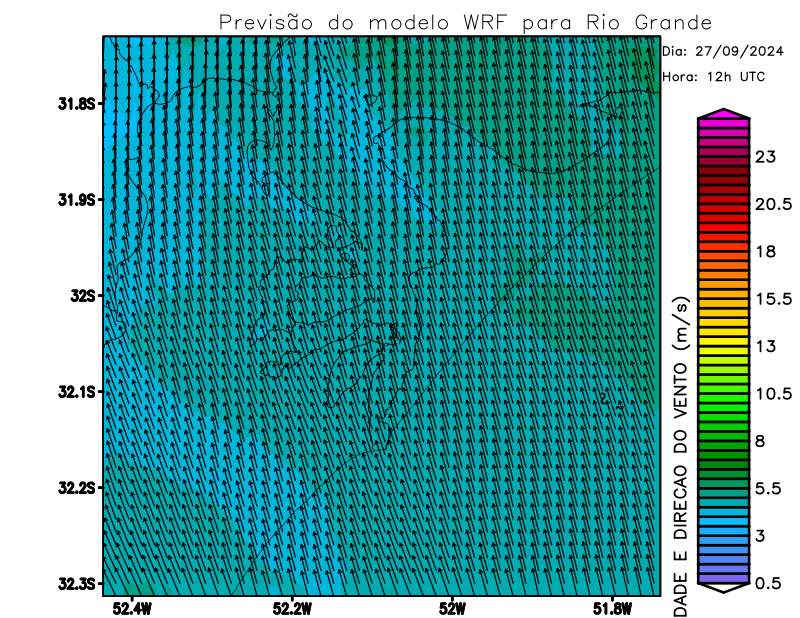 Previsão do modelo WRF para Rio Grande
Dia: 27/09/2024
Hora: 12h UTC
31.8S
31.9S
32S
32.1S
32.2S
32.3S
52.4W
52.2W
52W
51.8W
23
20.5
18
15.5
13
10.5
8
5.5
3
0.5
DADE E DIRECAO DO VENTO (m/s)